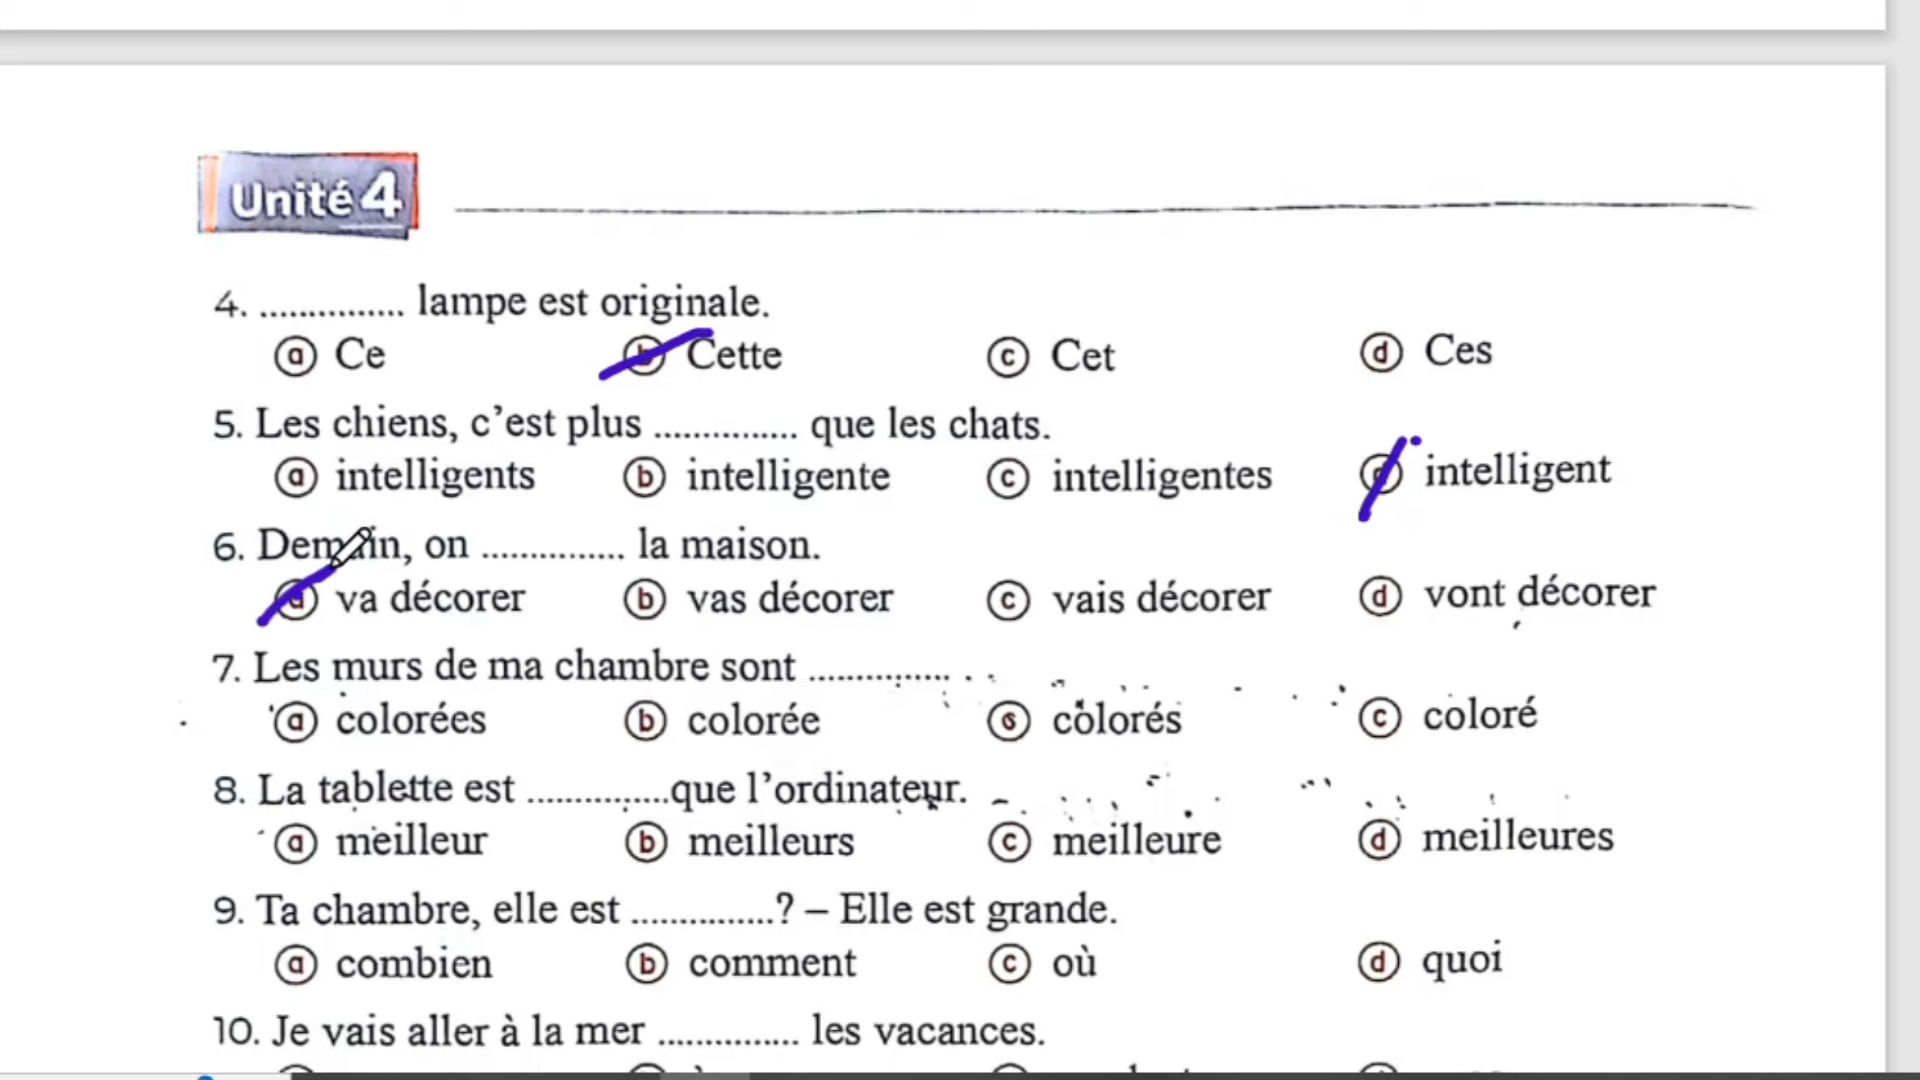 Unité 4
4. ............... lampe est originale.
ⓐ Ce ⓑ Cette ⓒ Cet ⓓ Ces
5. Les chiens, c'est plus ............... que les chats.
ⓐ intelligents ⓑ intelligente ⓒ intelligentes ⓓ intelligent
6. Demain, on ............... la maison.
ⓐ va décorer ⓑ vas décorer ⓒ vais décorer ⓓ vont décorer
7. Les murs de ma chambre sont ...............
ⓐ colorées ⓑ colorée ⓢ colorés ⓒ coloré
8. La tablette est ...............que l'ordinateur.
ⓐ meilleur ⓑ meilleurs ⓒ meilleure ⓓ meilleures
9. Ta chambre, elle est ...............? – Elle est grande.
ⓐ combien ⓑ comment ⓒ où ⓓ quoi
10. Je vais aller à la mer ............... les vacances.